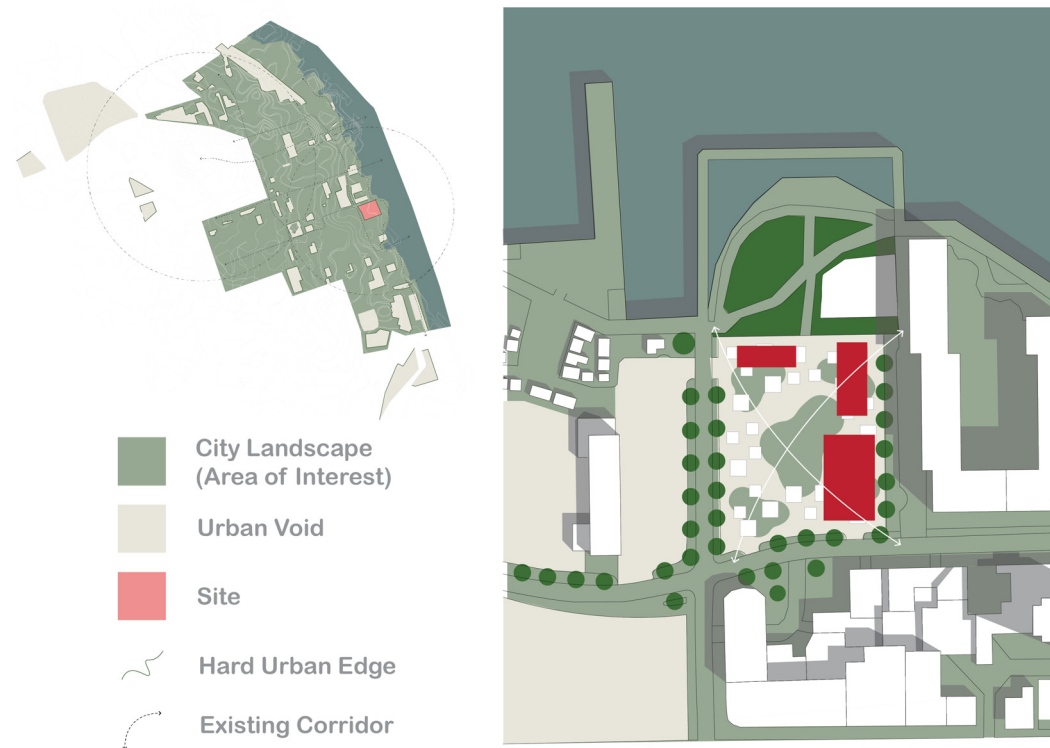 City Landscape
(Area of Interest)
Urban Void
Site
Hard Urban Edge
Existing Corridor